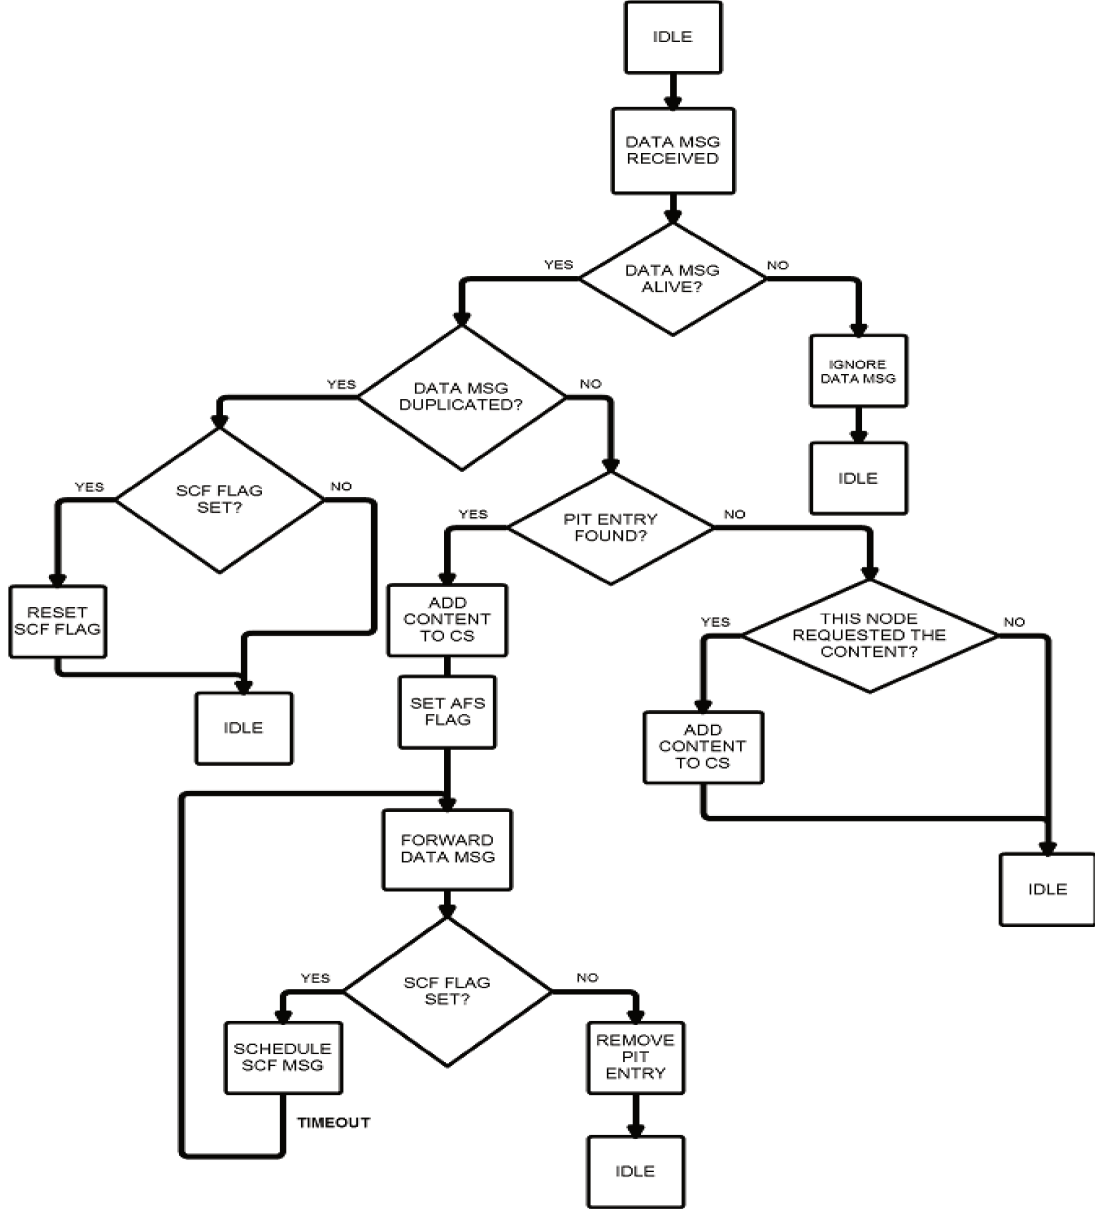 IDLE
DATA MSG
RECEIVED
DATA MSG
ALIVE?
YES
NO
DATA MSG
DUPLICATED?
YES
NO
IGNORE
DATA MSG
IDLE
SCF FLAG
SET?
YES
NO
PIT ENTRY
FOUND?
YES
NO
RESET
SCF FLAG
ADD
CONTENT
TO CS
THIS NODE
REQUESTED THE
CONTENT?
YES
NO
IDLE
SET AFS
FLAG
ADD
CONTENT
TO CS
FORWARD
DATA MSG
IDLE
SCF FLAG
SET?
YES
NO
SCHEDULE
SCF MSG
REMOVE
PIT
ENTRY
TIMEOUT
IDLE